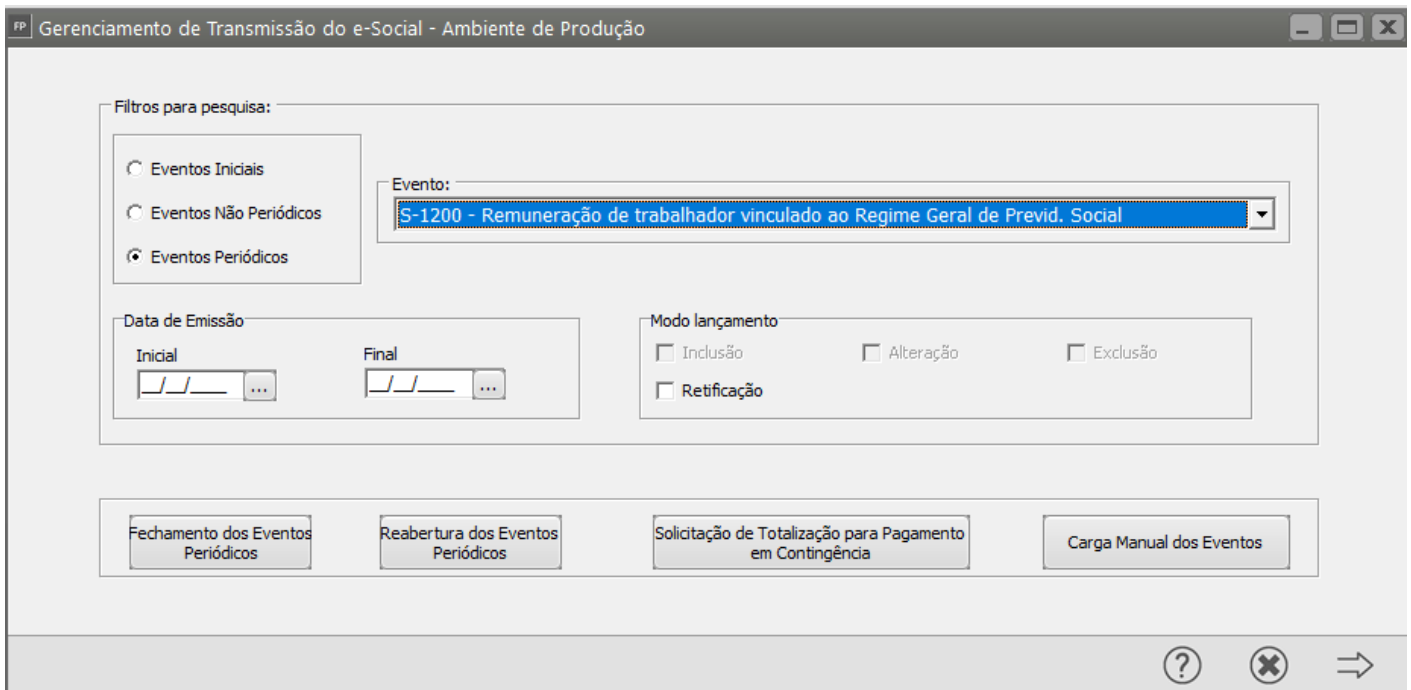 FP Gerenciamento de Transmissão do e-Social - Ambiente de Produção
Filtros para pesquisa:
Eventos Iniciais
Eventos Não Periódicos
Eventos Periódicos
Evento:
S-1200 - Remuneração de trabalhador vinculado ao Regime Geral de Previd. Social
Data de Emissão
Inicial
Final
__/__/____ ...
__/__/____ ...
Modo lançamento
Inclusão
Alteração
Exclusão
Retificação
Fechamento dos Eventos
Periódicos
Reabertura dos Eventos
Periódicos
Solicitação de Totalização para Pagamento
em Contingência
Carga Manual dos Eventos
?